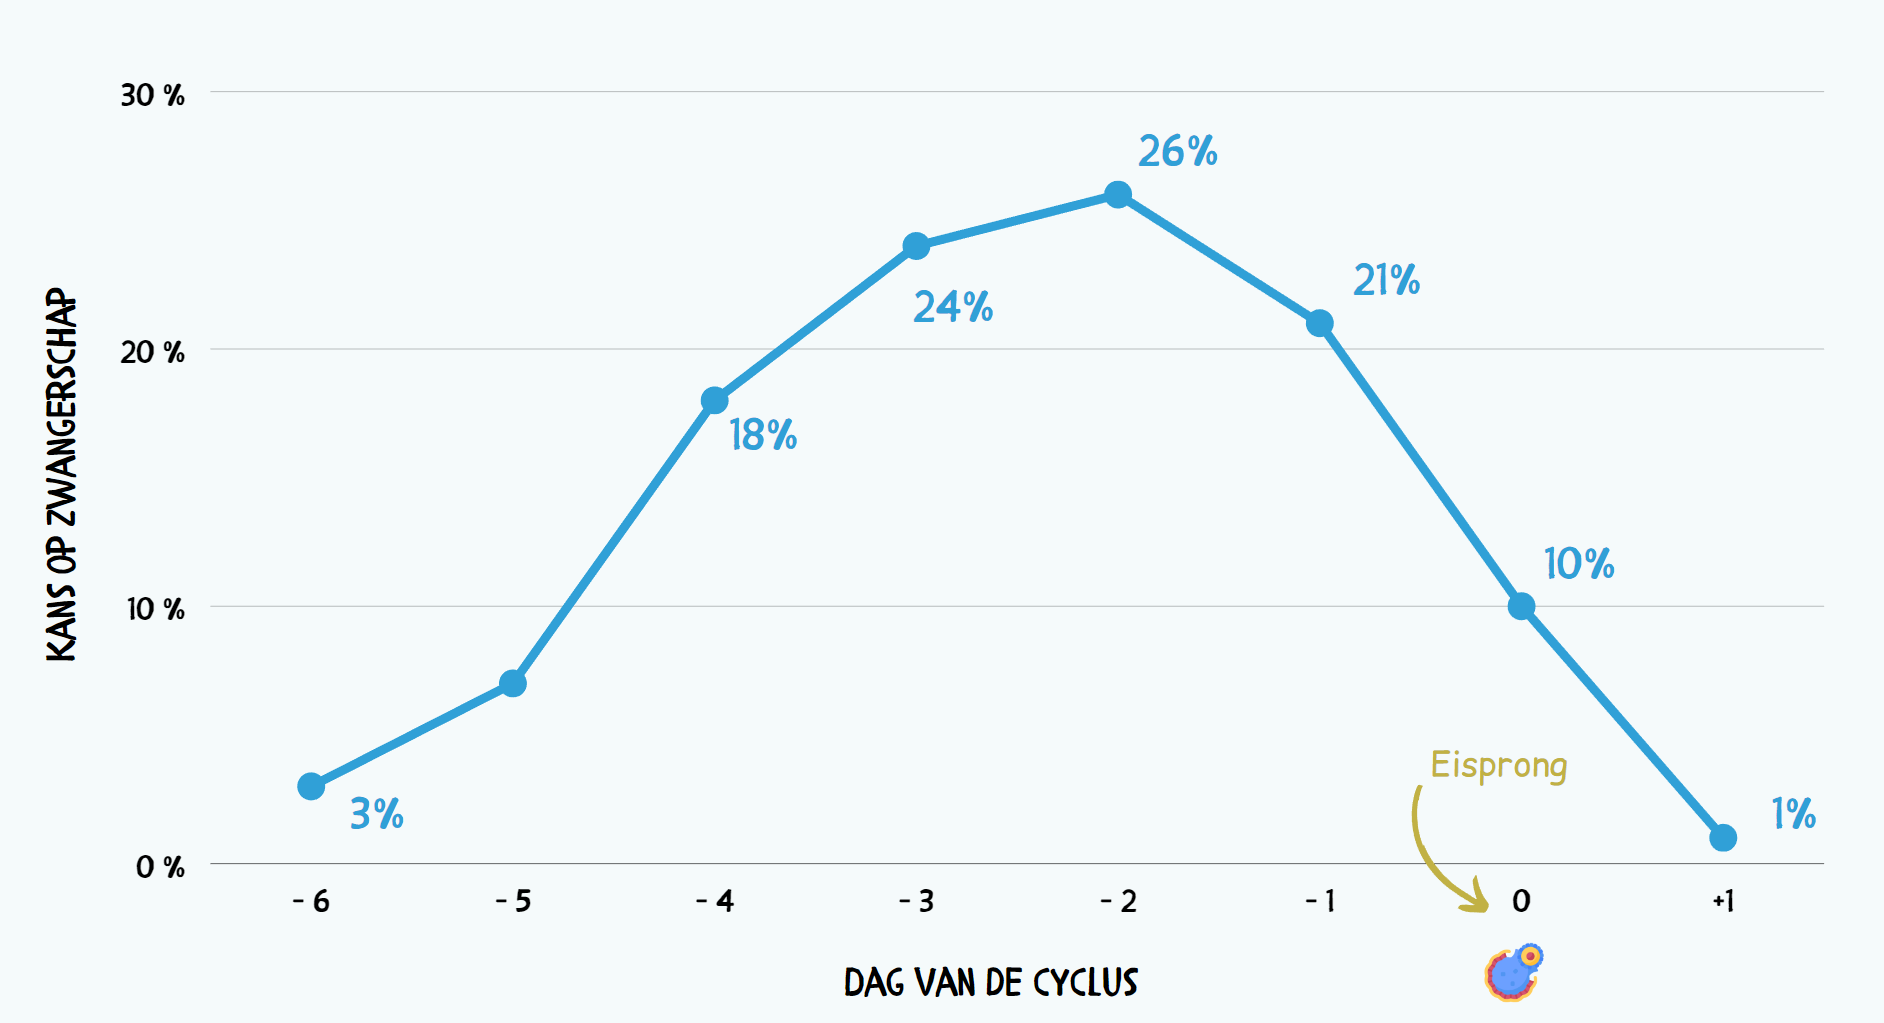 30 %
26%
21%
24%
20 %
18%
KANS OP ZWANGERSCHAP
10%
10 %
Eisprong
3%
1%
0 %
- 6 - 5 - 4 - 3 - 2 - 1 0 +1
DAG VAN DE CYCLUS